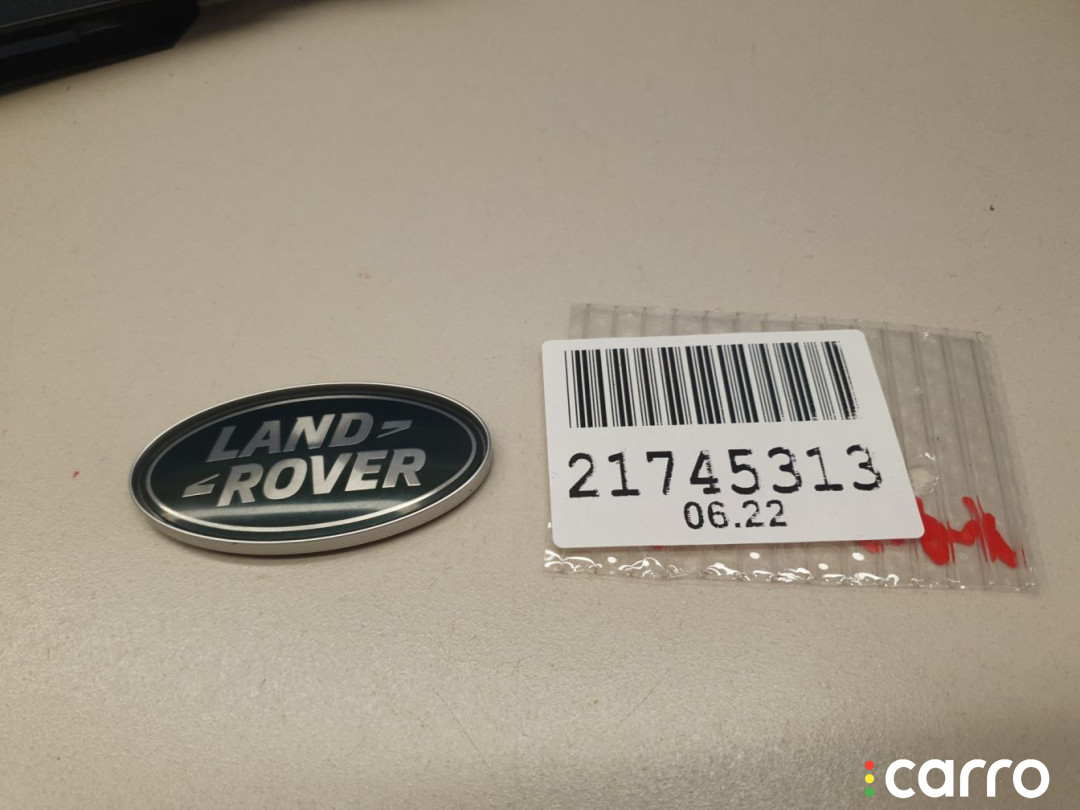 LAND
ROVER
21745313
06.22
carro